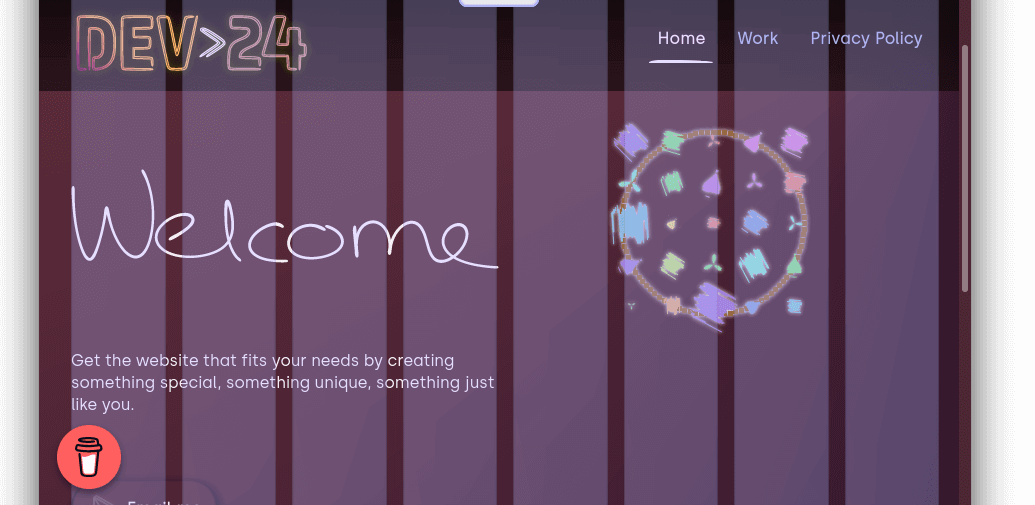 DEV>24
Home Work Privacy Policy
Welcome
Get the website that fits your needs by creating
something special, something unique, something just
like you.